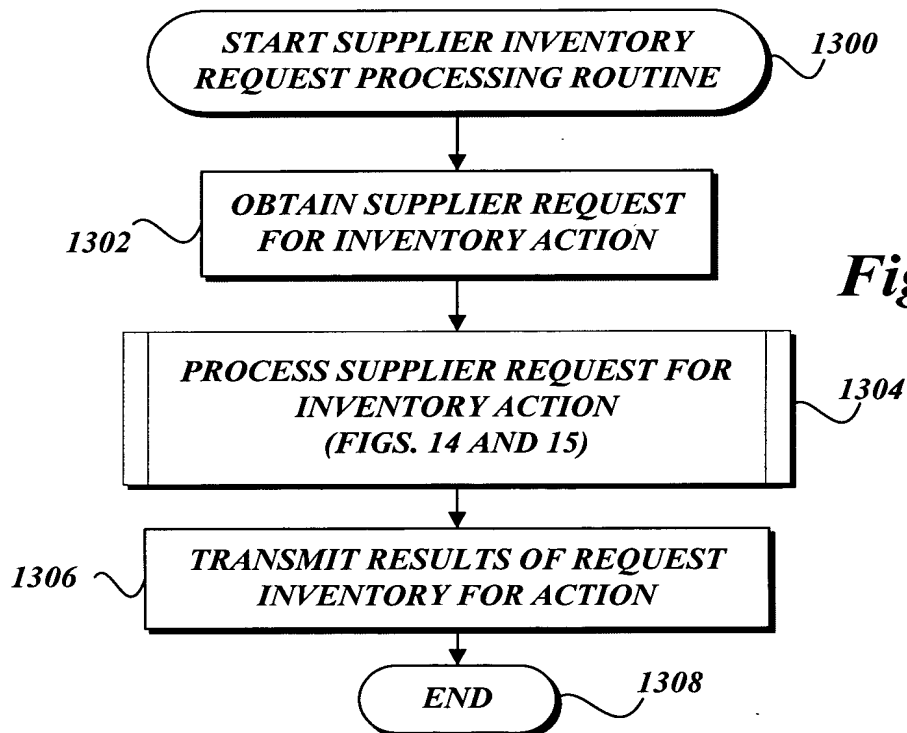 START SUPPLIER INVENTORY
REQUEST PROCESSING ROUTINE
1300
OBTAIN SUPPLIER REQUEST
FOR INVENTORY ACTION
1302
Fig
PROCESS SUPPLIER REQUEST FOR
INVENTORY ACTION
(FIGS. 14 AND 15)
1304
TRANSMIT RESULTS OF REQUEST
INVENTORY FOR ACTION
1306
END
1308